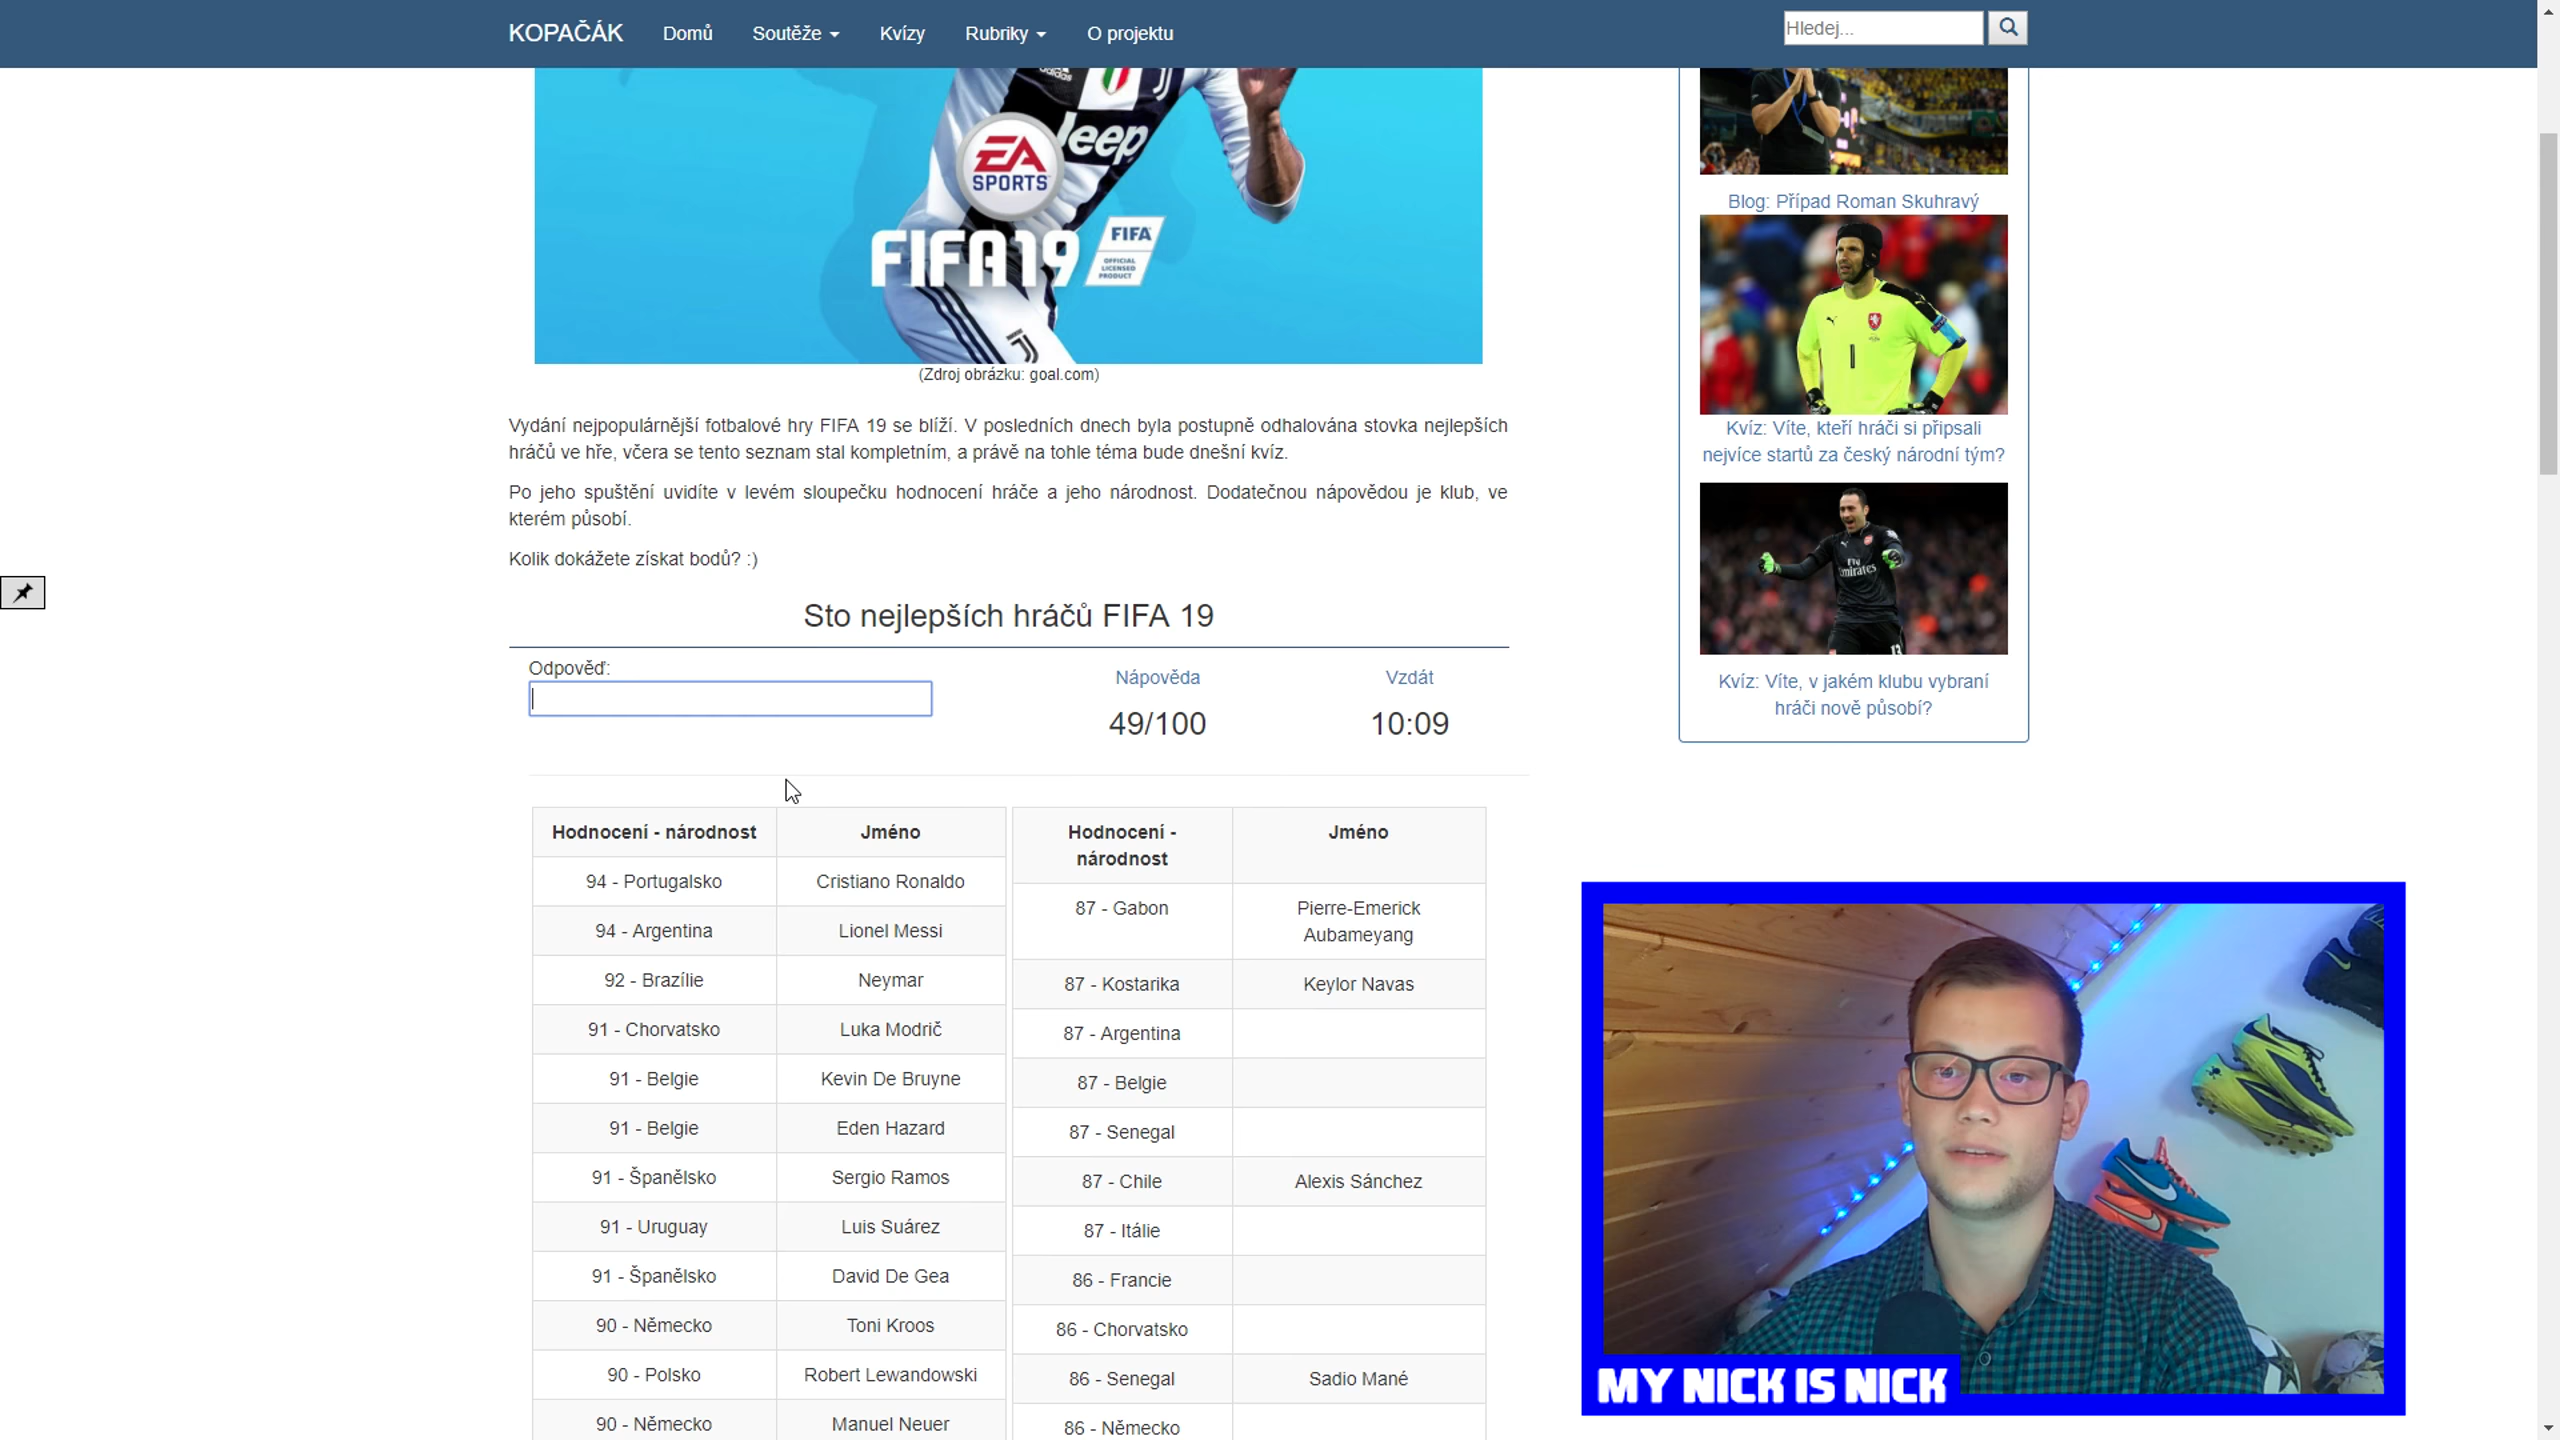 KOPAČÁK
Domů
Soutěže
Kvízy
Rubriky
O projektu
Hledej...
adidas
Jeep
EA
SPORTS
FIFA 19
FIFA
OFFICIAL
LICENSED
PRODUCT
(Zdroj obrázku: goal.com)
Vydání nejpopulárnější fotbalové hry FIFA 19 se blíží. V posledních dnech byla postupně odhalována stovka nejlepších
hráčů ve hře, včera se tento seznam stal kompletním, a právě na tohle téma bude dnešní kvíz.
Po jeho spuštění uvidíte v levém sloupečku hodnocení hráče a jeho národnost. Dodatečnou nápovědou je klub, ve
kterém působí.
Kolik dokážete získat bodů? :)
Sto nejlepších hráčů FIFA 19
Odpověď:
Nápověda
Vzdát
49/100
10:09
Hodnocení - národnost
Jméno
94 - Portugalsko
Cristiano Ronaldo
94 - Argentina
Lionel Messi
92 - Brazílie
Neymar
91 - Chorvatsko
Luka Modrič
91 - Belgie
Kevin De Bruyne
91 - Belgie
Eden Hazard
91 - Španělsko
Sergio Ramos
91 - Uruguay
Luis Suárez
91 - Španělsko
David De Gea
90 - Německo
Toni Kroos
90 - Polsko
Robert Lewandowski
90 - Německo
Manuel Neuer
Hodnocení -
národnost
Jméno
87 - Gabon
Pierre-Emerick
Aubameyang
87 - Kostarika
Keylor Navas
87 - Argentina
87 - Belgie
87 - Senegal
87 - Chile
Alexis Sánchez
87 - Itálie
86 - Francie
86 - Chorvatsko
86 - Senegal
Sadio Mané
86 - Německo
Blog: Případ Roman Skuhravý
1
Kvíz: Víte, kteří hráči si připsali
nejvíce startů za český národní tým?
Fly
Emirates
13
Kvíz: Víte, v jakém klubu vybraní
hráči nově působí?
MY NICK IS NICK